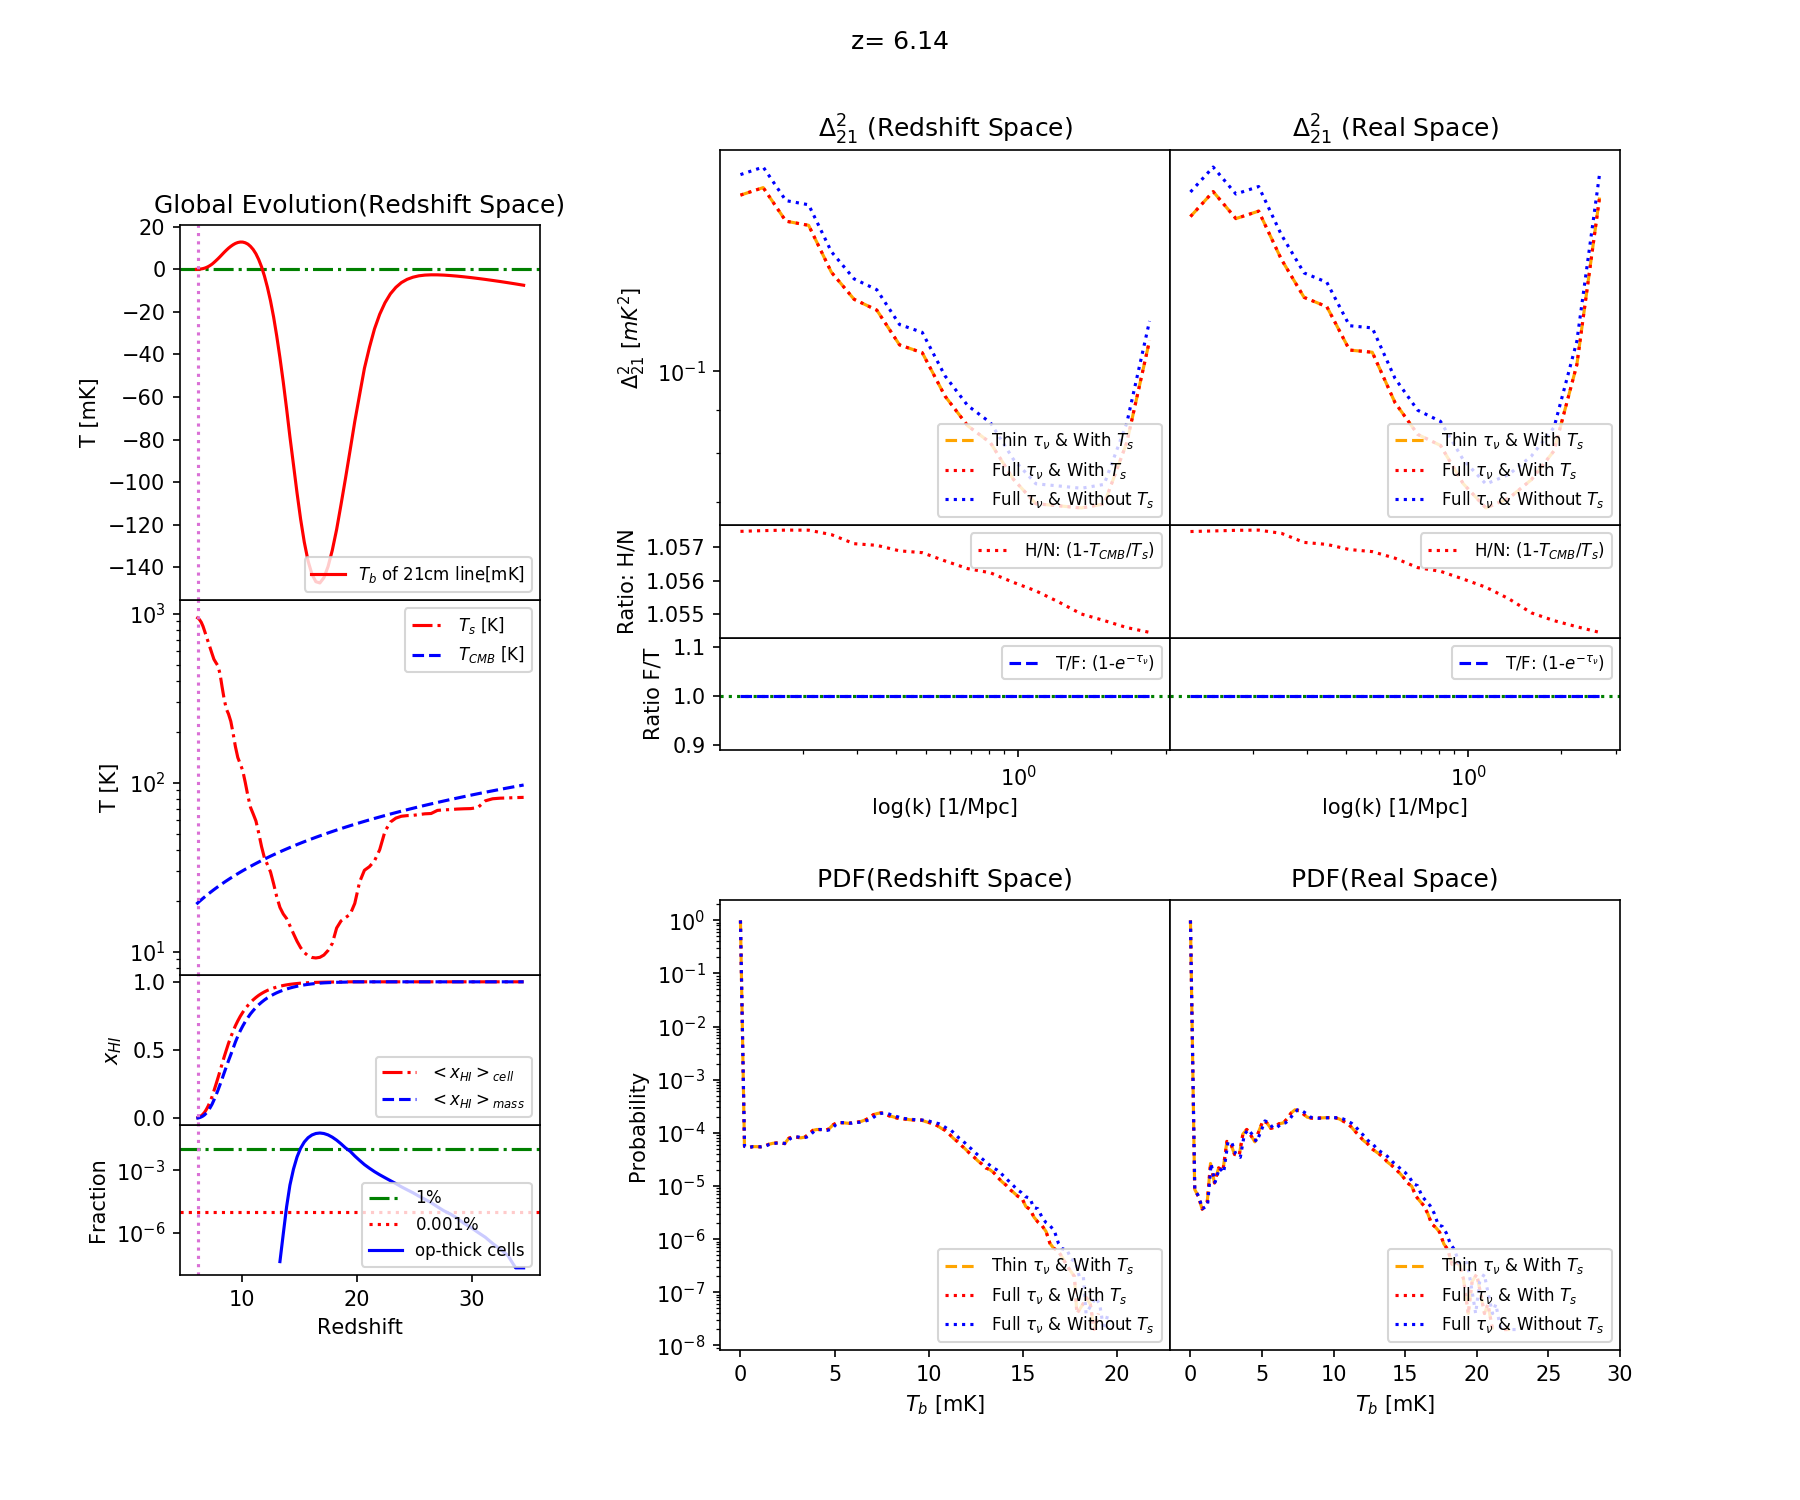 z= 6.14
Global Evolution(Redshift Space)
20
0
−20
−40
−60
−80
−100
−120
−140
T [mK]
T_b of 21cm line[mK]
10^3
10^2
10^1
T [K]
T_s [K]
T_CMB [K]
1.0
0.5
0.0
x_HI
< x_HI >_cell
< x_HI >_mass
10^−3
10^−6
Fraction
1%
0.001%
op-thick cells
10
20
30
Redshift
Δ²₂₁ (Redshift Space)
Δ²₂₁ (Real Space)
Δ²₂₁ [mK²]
10^−1
Thin τ_ν & With T_s
Full τ_ν & With T_s
Full τ_ν & Without T_s
Thin τ_ν & With T_s
Full τ_ν & With T_s
Full τ_ν & Without T_s
Ratio: H/N
1.057
1.056
1.055
H/N: (1-T_CMB/T_s)
H/N: (1-T_CMB/T_s)
Ratio F/T
1.1
1.0
0.9
T/F: (1-e^−τ_ν)
T/F: (1-e^−τ_ν)
10^0
10^0
log(k) [1/Mpc]
log(k) [1/Mpc]
PDF(Redshift Space)
PDF(Real Space)
Probability
10^0
10^−1
10^−2
10^−3
10^−4
10^−5
10^−6
10^−7
10^−8
Thin τ_ν & With T_s
Full τ_ν & With T_s
Full τ_ν & Without T_s
Thin τ_ν & With T_s
Full τ_ν & With T_s
Full τ_ν & Without T_s
0 5 10 15 20
0 5 10 15 20 25 30
T_b [mK]
T_b [mK]